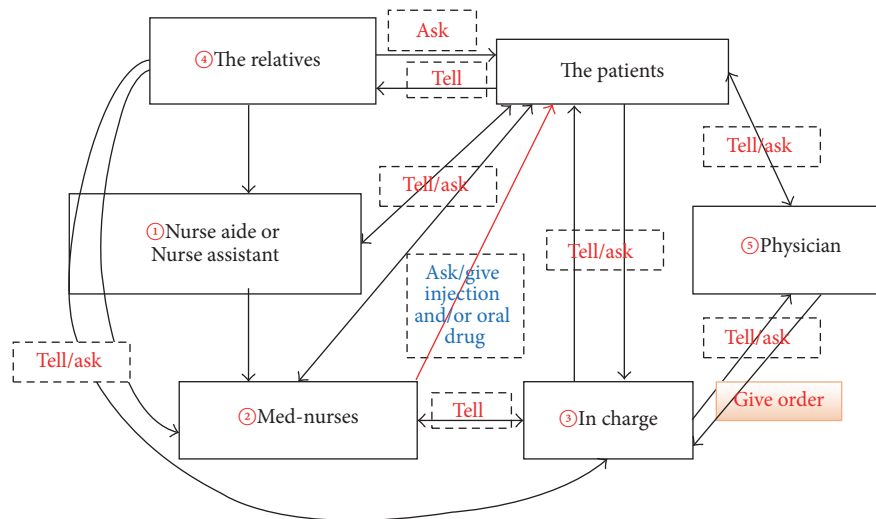 Ask
④The relatives
The patients
Tell
Tell/ask
Tell/ask
①Nurse aide or
Nurse assistant
⑤Physician
Tell/ask
Ask/give
injection
and/or oral
drug
Tell/ask
Tell/ask
Give order
②Med-nurses
Tell
③In charge